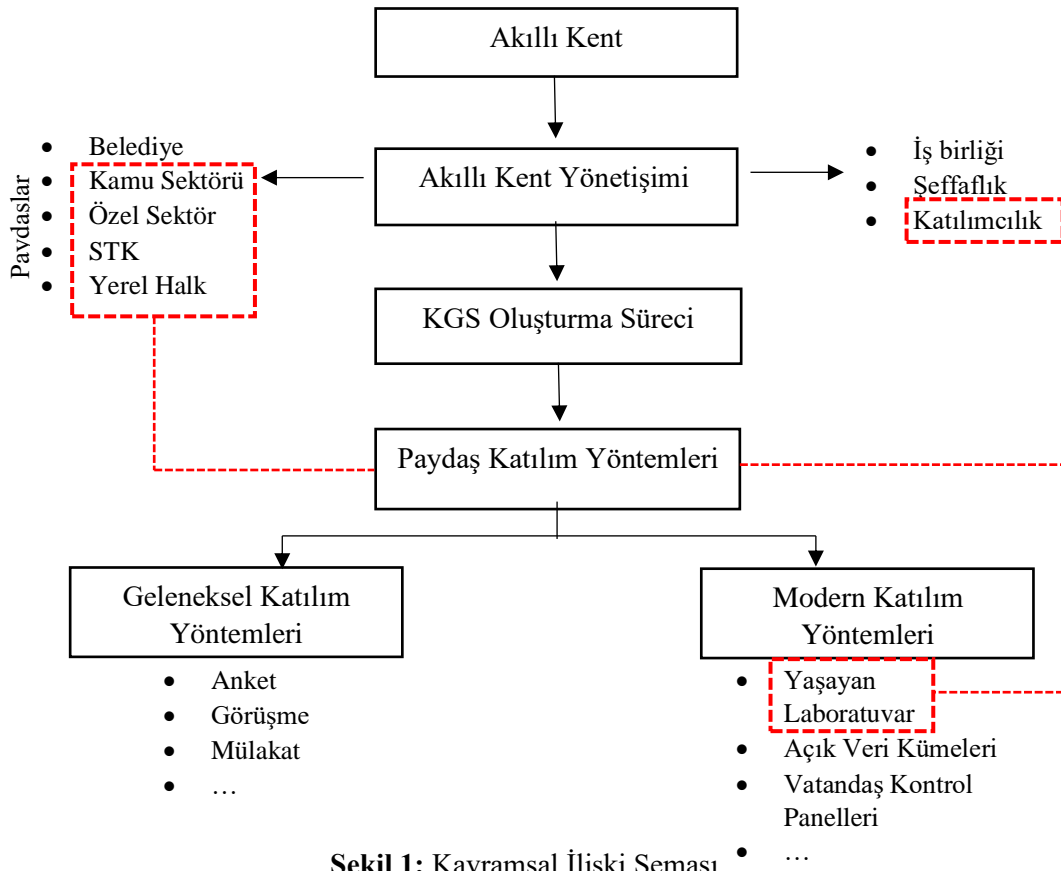 Akıllı Kent
Paydaşlar
• Belediye
• Kamu Sektörü
• Özel Sektör
• STK
• Yerel Halk
Akıllı Kent Yönetişimi
• İş birliği
• Şeffaflık
• Katılımcılık
KGS Oluşturma Süreci
Paydaş Katılım Yöntemleri
Geleneksel Katılım
Yöntemleri
• Anket
• Görüşme
• Mülakat
• …
Modern Katılım
Yöntemleri
• Yaşayan
Laboratuvar
• Açık Veri Kümeleri
• Vatandaş Kontrol
Panelleri
• …
Şekil 1: Kavramsal İlişki Şeması